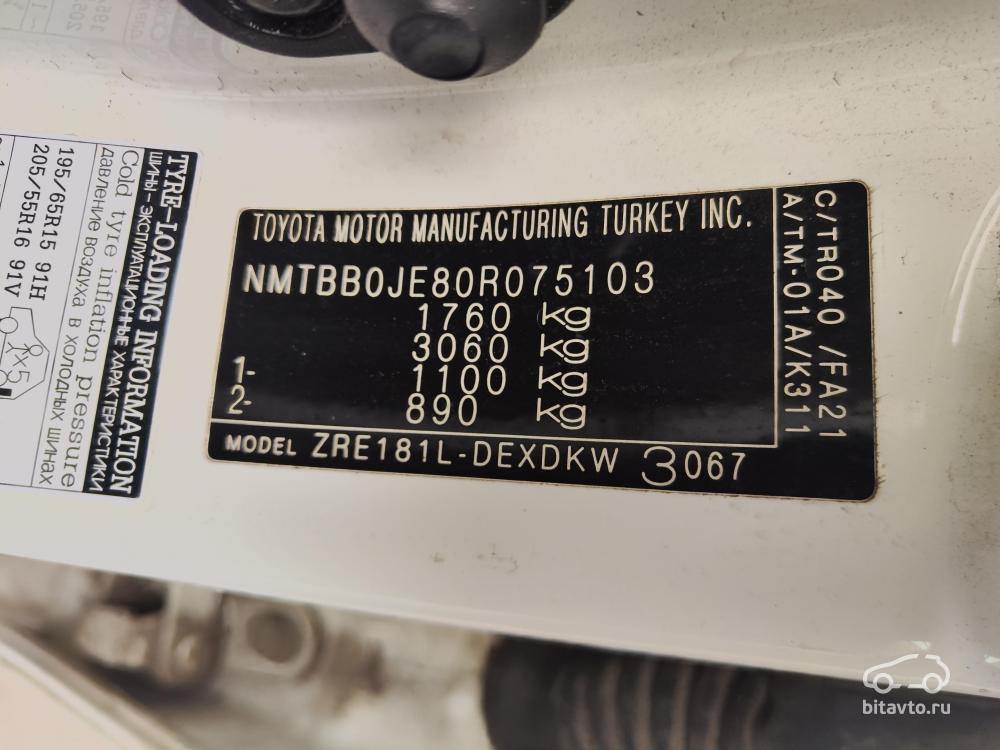 TOYOTA MOTOR MANUFACTURING TURKEY INC.
NMTBB0JE80R075103
1760 kg
3060 kg
1- 1100 kg
2- 890 kg
MODEL ZRE181L-DEXDKW 3067
C/TR040 /FA21
A/TM-01A/K311
TYRE-LOADING INFORMATION
ШИНЫ - ЭКСПЛУАТАЦИОННЫЕ ХАРАКТЕРИСТИКИ
Cold tyre inflation pressure
давление воздуха в холодных шинах
195/65R15 91H
205/55R16 91V
x5
bitavto.ru